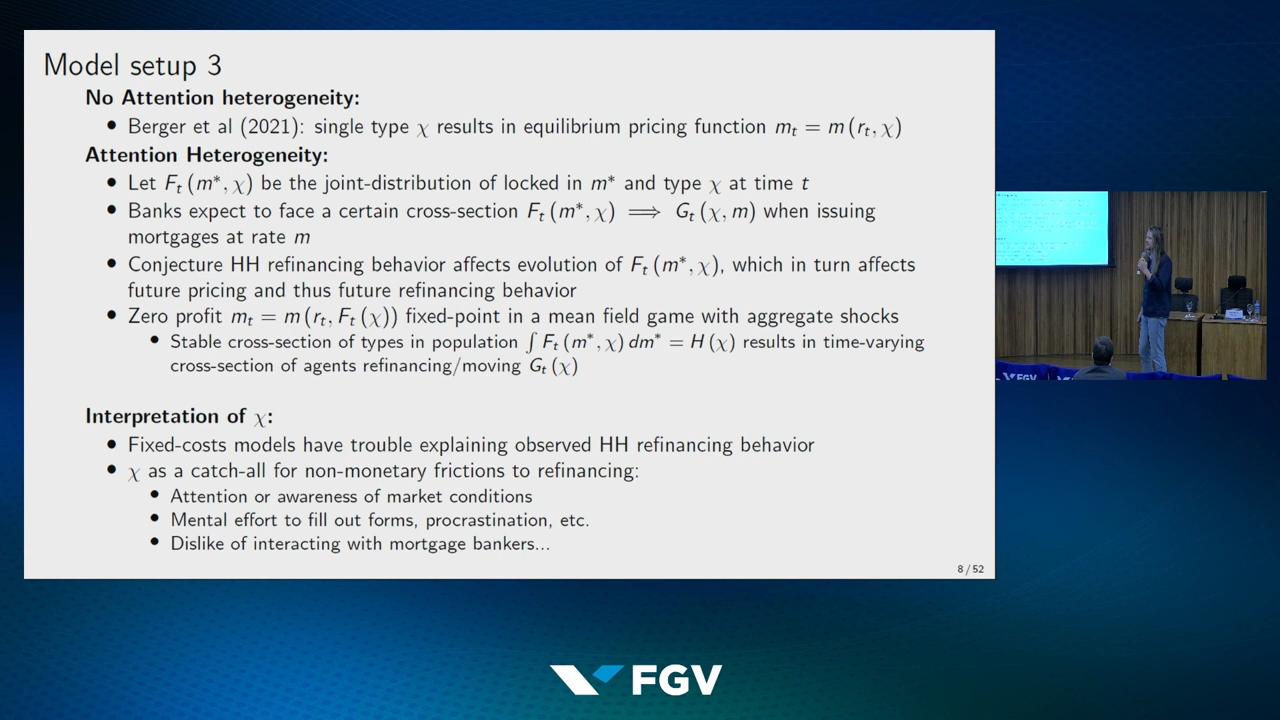 Model setup 3
No Attention heterogeneity:
• Berger et al (2021): single type χ results in equilibrium pricing function m_t = m (r_t, χ)
Attention Heterogeneity:
• Let F_t (m*, χ) be the joint-distribution of locked in m* and type χ at time t
• Banks expect to face a certain cross-section F_t (m*, χ) ⟹ G_t (χ, m) when issuing
mortgages at rate m
• Conjecture HH refinancing behavior affects evolution of F_t (m*, χ), which in turn affects
future pricing and thus future refinancing behavior
• Zero profit m_t = m (r_t, F_t (χ)) fixed-point in a mean field game with aggregate shocks
• Stable cross-section of types in population ∫ F_t (m*, χ) dm* = H (χ) results in time-varying
cross-section of agents refinancing/moving G_t (χ)
Interpretation of χ:
• Fixed-costs models have trouble explaining observed HH refinancing behavior
• χ as a catch-all for non-monetary frictions to refinancing:
• Attention or awareness of market conditions
• Mental effort to fill out forms, procrastination, etc.
• Dislike of interacting with mortgage bankers...
8 / 52
FGV
FGV